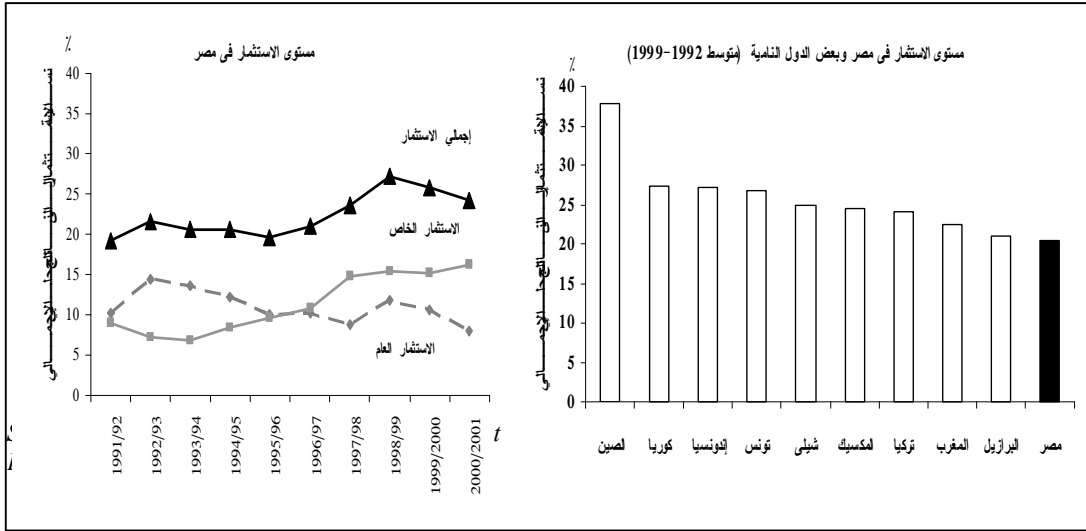 مستوى الاستثمار فى مصر وبعض الدول النامية (متوسط 1992-1999)
%
40
35
30
25
20
15
10
5
0
الصين
كوريا
إندونسيا
تونس
شيلى
المكسيك
تركيا
المغرب
البرازيل
مصر
مستوى الاستثمار فى مصر
%
40
35
30
25
20
15
10
5
0
إجمالي الاستثمار
الاستثمار الخاص
الاستثمار العام
1991/92
1992/93
1993/94
1994/95
1995/96
1996/97
1997/98
1998/99
1999/2000
2000/2001
t